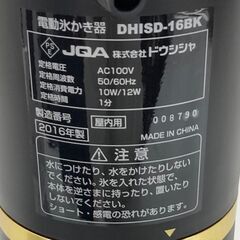 電動氷かき器 DHISD-16BK
PSE JQA 株式会社ドウシシャ
定格電圧 AC100V
定格周波数 50/60Hz
定格消費電力 10W/12W
定格時間 1分
製造番号 008790
2016年製 屋内用 MADE IN CHINA
⚠注意
水につけたり、水をかけたりしない
でください。氷を入れた状態で、
本体を逆さまに持ったり、置いたり
しないでください。
ショート・感電の恐れがあります。